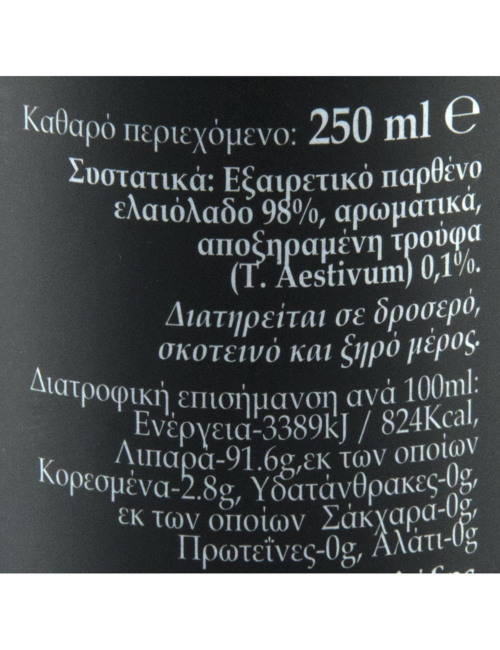 Καθαρό περιεχόμενο: 250 ml ℮
Συστατικά: Εξαιρετικό παρθένο
ελαιόλαδο 98%, αρωματικά,
αποξηραμένη τρούφα
(T. Aestivum) 0,1%.
Διατηρείται σε δροσερό,
σκοτεινό και ξηρό μέρος.
Διατροφική επισήμανση ανά 100ml:
Ενέργεια-3389kJ / 824Kcal,
Λιπαρά-91.6g,εκ των οποίων
Κορεσμένα-2.8g, Υδατάνθρακες-0g,
εκ των οποίων Σάκχαρα-0g,
Πρωτεΐνες-0g, Αλάτι-0g